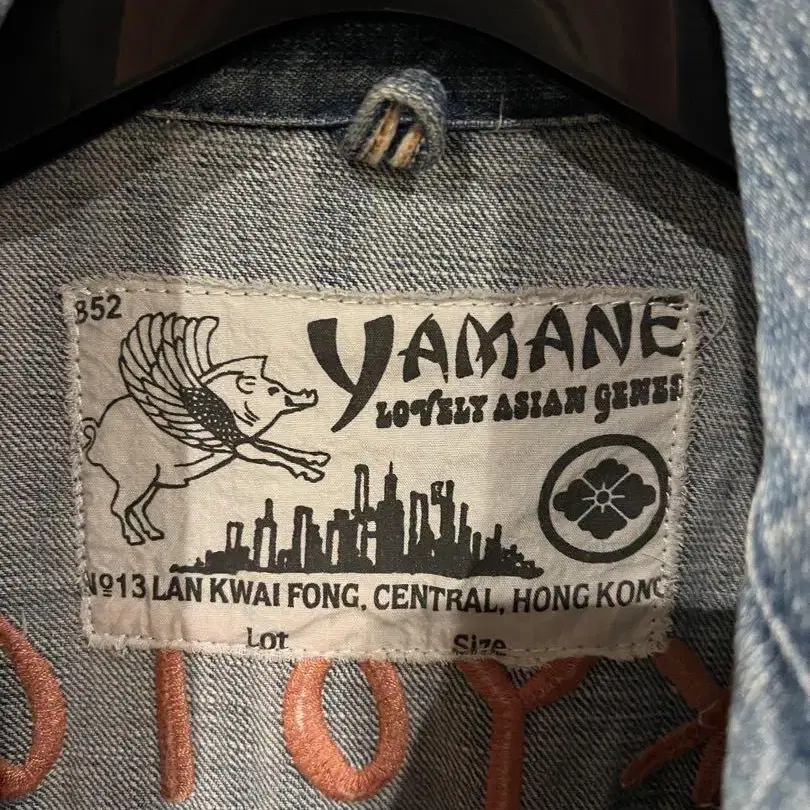 852
YAMANE
LOVELY ASIAN GENES
Nº13 LAN KWAI FONG, CENTRAL, HONG KONG
Lot Size